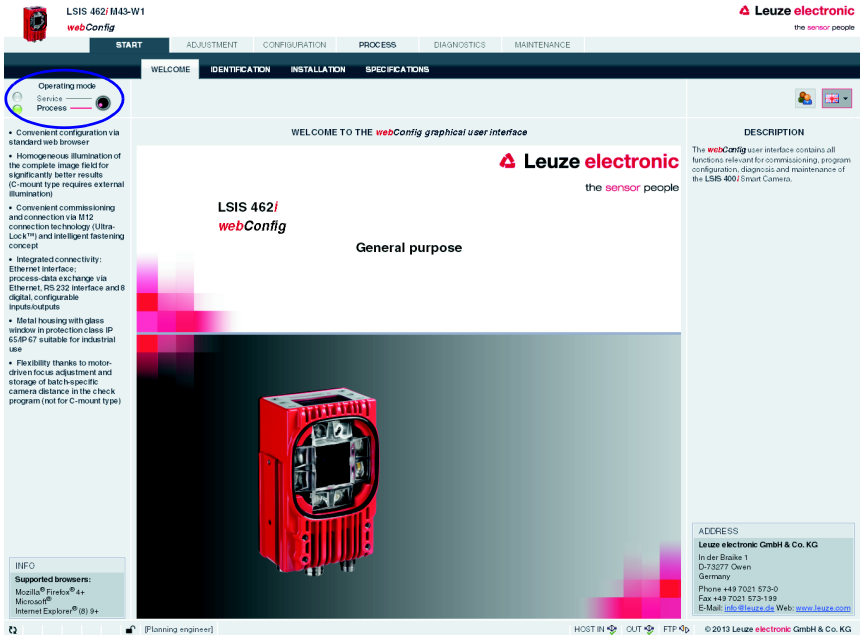 LSIS 462i M43-W1
webConfig
Leuze electronic
the sensor people
START ADJUSTMENT CONFIGURATION PROCESS DIAGNOSTICS MAINTENANCE
WELCOME IDENTIFICATION INSTALLATION SPECIFICATIONS
Operating mode
Service
Process
• Convenient configuration via
standard web browser
• Homogeneous illumination of
the complete image field for
significantly better results
(C-mount type requires external
illumination)
• Convenient commissioning
and connection via M12
connection technology (Ultra-
Lock™) and intelligent fastening
concept
• Integrated connectivity:
Ethernet interface;
process-data exchange via
Ethernet, RS 232 interface and 8
digital, configurable
inputs/outputs
• Metal housing with glass
window in protection class IP
65/IP 67 suitable for industrial
use
• Flexibility thanks to motor-
driven focus adjustment and
storage of batch-specific
camera distance in the check
program (not for C-mount type)
INFO
Supported browsers:
Mozilla® Firefox® 4+
Microsoft®
Internet Explorer® (8) 9+
WELCOME TO THE webConfig graphical user interface
Leuze electronic
the sensor people
LSIS 462i
webConfig
General purpose
DESCRIPTION
The webConfig user interface contains all
functions relevant for commissioning, program
configuration, diagnosis and maintenance of
the LSIS 400i Smart Camera.
ADDRESS
Leuze electronic GmbH & Co. KG
In der Braike 1
D-73277 Owen
Germany
Phone +49 7021 573-0
Fax +49 7021 573-199
E-Mail: info@leuze.de Web: www.leuze.com
[Planning engineer]
HOST IN OUT FTP
© 2013 Leuze electronic GmbH & Co. KG